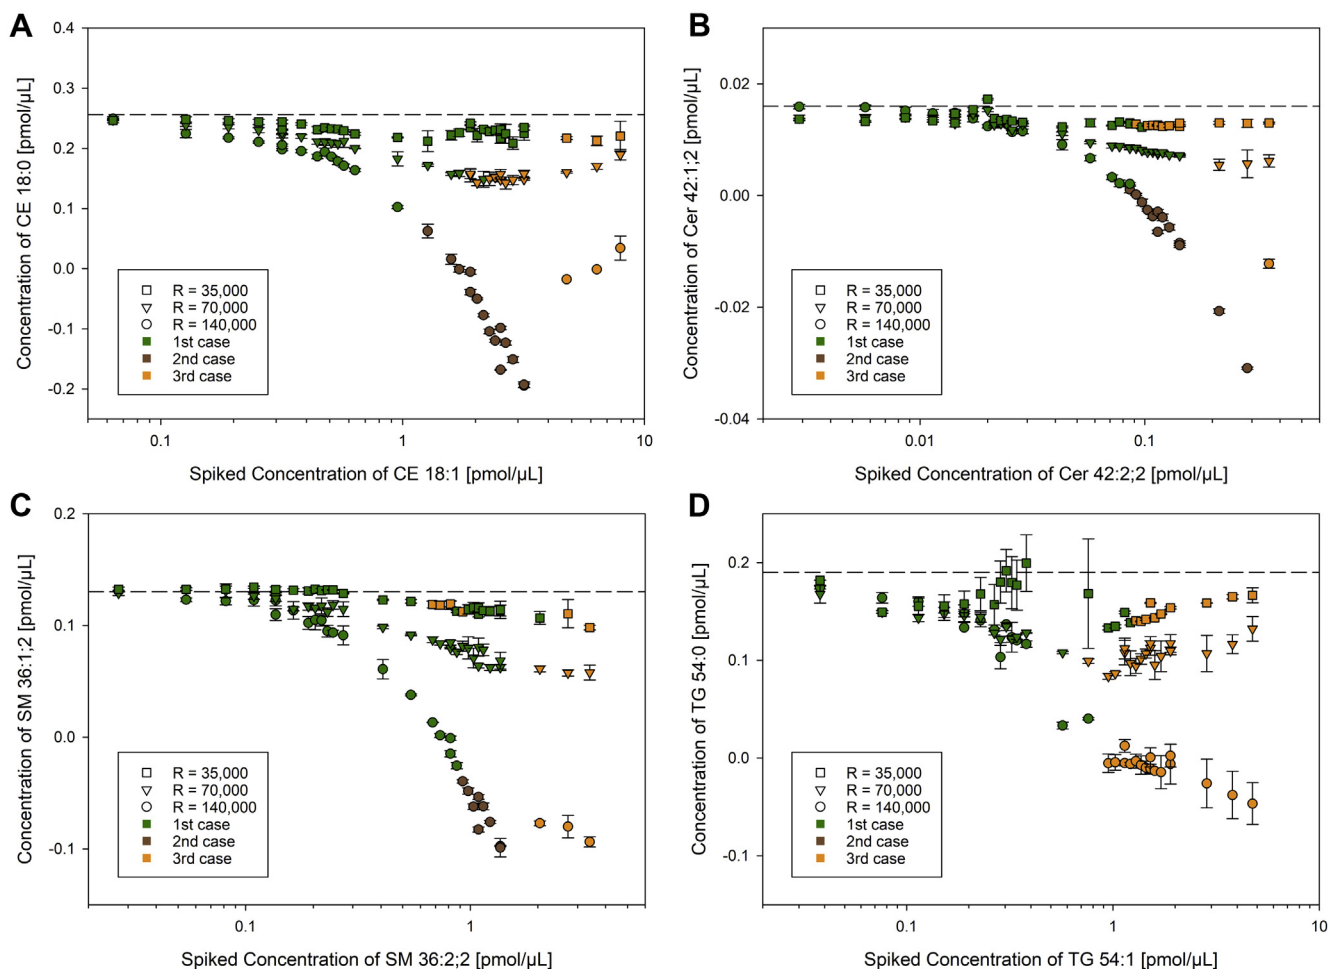 A
Concentration of CE 18:0 [pmol/µL]
0.4
0.3
0.2
0.1
0.0
-0.1
-0.2
R = 35,000
R = 70,000
R = 140,000
1st case
2nd case
3rd case
0.1
1
10
Spiked Concentration of CE 18:1 [pmol/µL]
B
Concentration of Cer 42:1;2 [pmol/µL]
0.02
0.00
-0.02
-0.04
R = 35,000
R = 70,000
R = 140,000
1st case
2nd case
3rd case
0.01
0.1
Spiked Concentration of Cer 42:2;2 [pmol/µL]
C
Concentration of SM 36:1;2 [pmol/µL]
0.2
0.1
0.0
-0.1
R = 35,000
R = 70,000
R = 140,000
1st case
2nd case
3rd case
0.1
1
Spiked Concentration of SM 36:2;2 [pmol/µL]
D
Concentration of TG 54:0 [pmol/µL]
0.2
0.1
0.0
-0.1
R = 35,000
R = 70,000
R = 140,000
1st case
2nd case
3rd case
0.1
1
10
Spiked Concentration of TG 54:1 [pmol/µL]